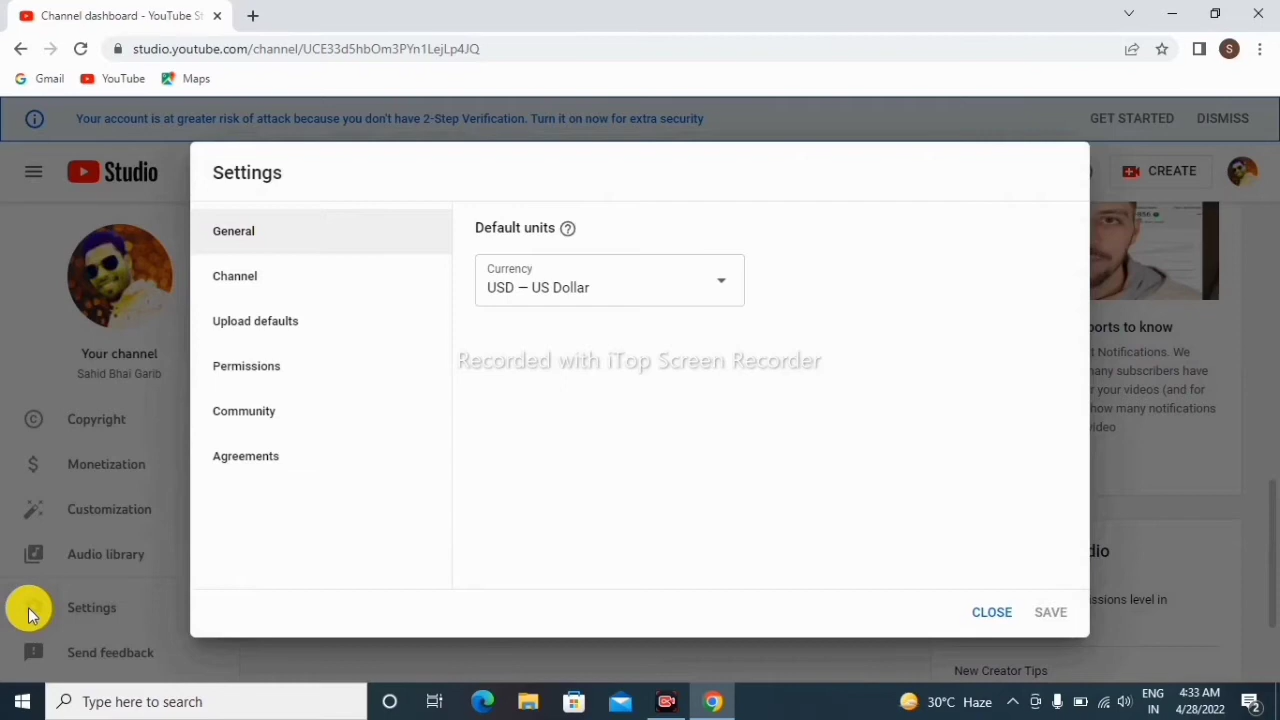 Channel dashboard - YouTube St
studio.youtube.com/channel/UCE33d5hbOm3PYn1LejLp4JQ
S
Gmail YouTube Maps
Your account is at greater risk of attack because you don't have 2-Step Verification. Turn it on now for extra security GET STARTED DISMISS
Studio
CREATE
Settings
General
Channel
Upload defaults
Permissions
Community
Agreements
Default units
Currency
USD – US Dollar
Recorded with iTop Screen Recorder
CLOSE SAVE
Your channel
Sahid Bhai Garib
Copyright
Monetization
Customization
Audio library
Settings
Send feedback
ports to know
t Notifications. We
many subscribers have
r your videos (and for
how many notifications
video
dio
issions level in
New Creator Tips
Type here to search
30°C Haze
ENG
IN
4:33 AM
4/28/2022
2